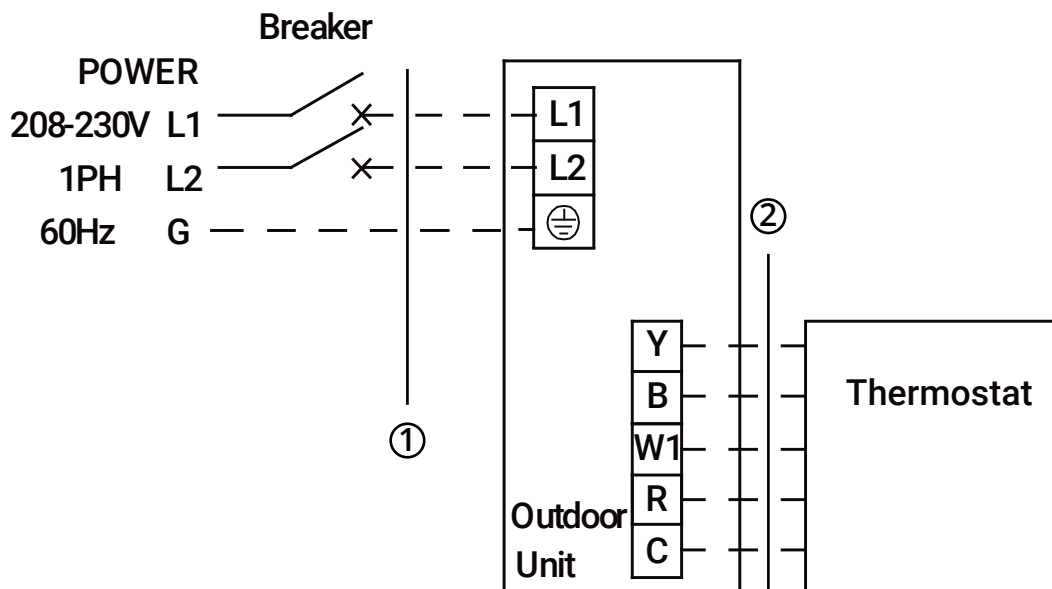 Breaker
POWER
208-230V L1
1PH L2
60Hz G
L1
L2
②
Y
B
W1
R
C
Thermostat
①
Outdoor
Unit